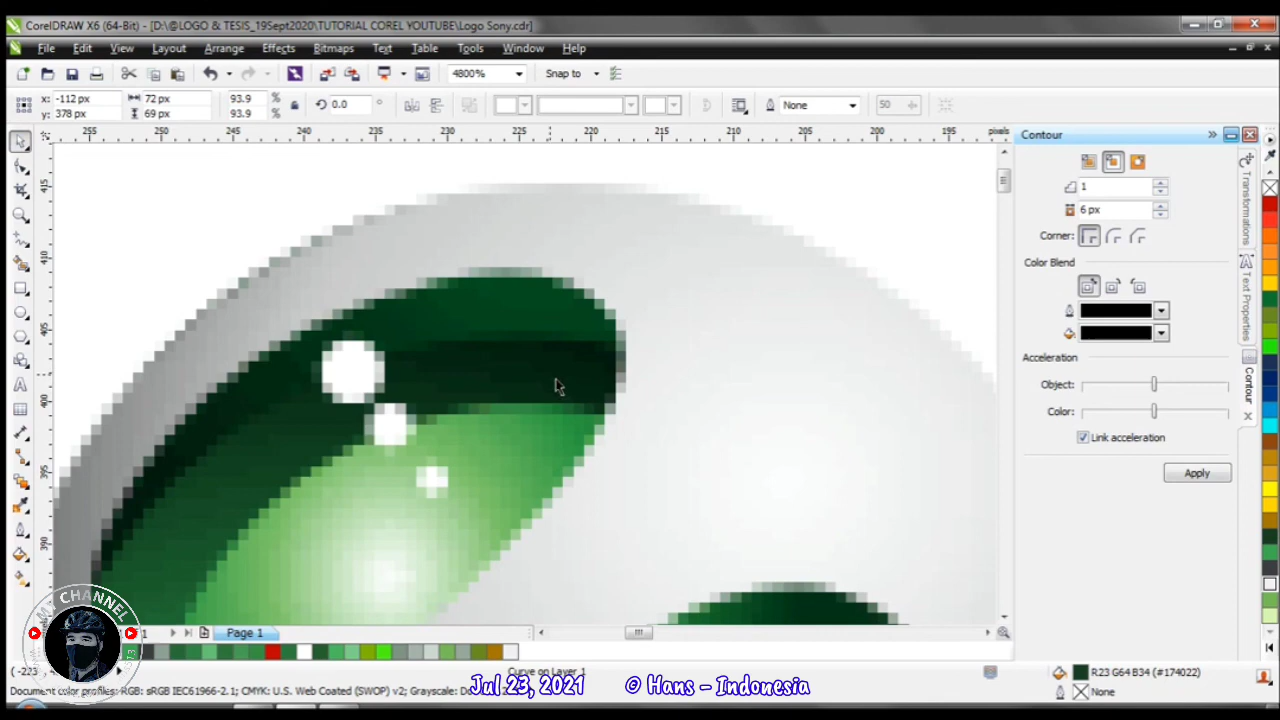 CorelDRAW X6 (64-Bit) - [D:\@LOGO & TESIS_19Sept2020\TUTORIAL COREL YOUTUBE\Logo Sony.cdr]
File Edit View Layout Arrange Effects Bitmaps Text Table Tools Window Help
4800% Snap to
x: -112 px 72 px 93.9 % 0.0 ° None 50
y: 378 px 69 px 93.9 %
255 245 240 235 230 225 220 215 210 205 200 195 pixels
415
410
405
400
395
390
Contour
1
6 px
Corner:
Color Blend
Acceleration
Object:
Color:
Link acceleration
Apply
Transformations
Text Properties
Contour
MY CHANNEL
1 Page 1
(-223, Curve on Layer 1 R23 G64 B34 (#174022)
Document color profiles: RGB: sRGB IEC61966-2.1; CMYK: U.S. Web Coated (SWOP) v2; Grayscale: None
Jul 23, 2021 © Hans - Indonesia